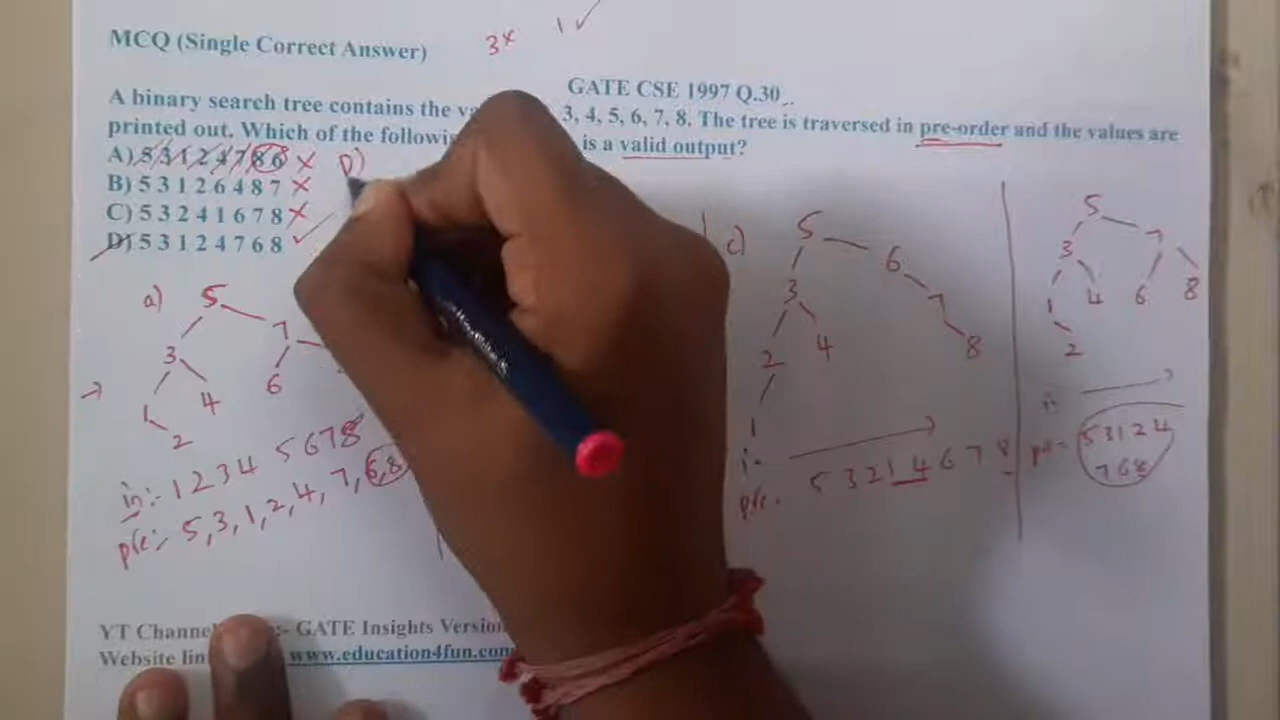 3 × 1 ✓
MCQ (Single Correct Answer)
GATE CSE 1997 Q.30
A binary search tree contains the 3, 4, 5, 6, 7, 8. The tree is traversed in pre-order and the values are
printed out. Which of the is a valid output?
A) 5 3 1 2 4 7 8 6 × D)
B) 5 3 1 2 6 4 8 7 ×
C) 5 3 2 4 1 6 7 8 ×
D) 5 3 1 2 4 7 6 8 ✓
a) 5
7
3
6
4
1
2
in:- 1 2 3 4 5 6 7 8
pre:- 5, 3, 1, 2, 4, 7, 6, 8
c) 5
6
3
7
2 4
8
1
in
pre. 5 3 2 1 4 6 7 8
5
7
3
8
1 4 6
2
in
pre= 5 3 1 2 4
7 6 8
YT Channel :- GATE Insights Version
Website www.education4fun.com